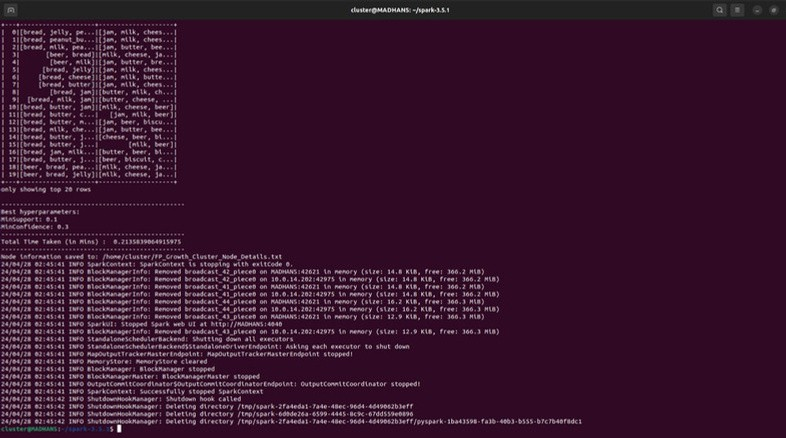 cluster@MADHANS: ~/spark-3.5.1
+---+--------------------+--------------------+
|  0|[bread, jelly, pe...|[jam, milk, chees...|
|  1|[bread, peanut_bu...|[jam, milk, chees...|
|  2|[bread, milk, pea...|[jam, butter, bee...|
|  3|       [beer, bread]|[milk, cheese, ja...|
|  4|        [beer, milk]|[jam, butter, bre...|
|  5|      [bread, jelly]|[jam, milk, chees...|
|  6|     [bread, cheese]|[jam, milk, butte...|
|  7|     [bread, butter]|[jam, milk, chees...|
|  8|        [bread, jam]|[butter, milk, ch...|
|  9|  [bread, milk, jam]|[butter, cheese, ...|
| 10|[bread, butter, jam]|[milk, cheese, beer]|
| 11|[bread, butter, c...|   [jam, milk, beer]|
| 12|[bread, butter, m...|[jam, beer, biscu...|
| 13|[bread, milk, che...|[jam, butter, bee...|
| 14|[bread, butter, j...|[cheese, beer, bi...|
| 15|[bread, butter, j...|        [milk, beer]|
| 16|[bread, jam, milk...|[butter, beer, bi...|
| 17|[bread, butter, j...|[beer, biscuit, c...|
| 18|[beer, bread, pea...|[milk, cheese, ja...|
| 19|[beer, bread, jelly]|[milk, cheese, ja...|
+---+--------------------+--------------------+
only showing top 20 rows
------------------------------------------------
Best hyperparameters:
MinSupport: 0.1
MinConfidence: 0.3
------------------------------------------------
Total Time Taken (in Mins) :  0.2135839064915975
------------------------------------------------
Node information saved to: /home/cluster/FP_Growth_Cluster_Node_Details.txt
24/04/28 02:45:41 INFO SparkContext: SparkContext is stopping with exitCode 0.
24/04/28 02:45:41 INFO BlockManagerInfo: Removed broadcast_42_piece0 on MADHANS:42621 in memory (size: 14.8 KiB, free: 366.2 MiB)
24/04/28 02:45:41 INFO BlockManagerInfo: Removed broadcast_42_piece0 on 10.0.14.202:42975 in memory (size: 14.8 KiB, free: 366.2 MiB)
24/04/28 02:45:41 INFO BlockManagerInfo: Removed broadcast_41_piece0 on 10.0.14.202:42975 in memory (size: 14.8 KiB, free: 366.2 MiB)
24/04/28 02:45:41 INFO BlockManagerInfo: Removed broadcast_44_piece0 on MADHANS:42621 in memory (size: 16.2 KiB, free: 366.3 MiB)
24/04/28 02:45:41 INFO BlockManagerInfo: Removed broadcast_44_piece0 on 10.0.14.202:42975 in memory (size: 16.2 KiB, free: 366.3 MiB)
24/04/28 02:45:41 INFO BlockManagerInfo: Removed broadcast_43_piece0 on MADHANS:42621 in memory (size: 12.9 KiB, free: 366.3 MiB)
24/04/28 02:45:41 INFO SparkUI: Stopped Spark web UI at http://MADHANS:4040
24/04/28 02:45:41 INFO BlockManagerInfo: Removed broadcast_43_piece0 on 10.0.14.202:42975 in memory (size: 12.9 KiB, free: 366.3 MiB)
24/04/28 02:45:41 INFO StandaloneSchedulerBackend: Shutting down all executors
24/04/28 02:45:41 INFO StandaloneSchedulerBackend$StandaloneDriverEndpoint: Asking each executor to shut down
24/04/28 02:45:41 INFO MapOutputTrackerMasterEndpoint: MapOutputTrackerMasterEndpoint stopped!
24/04/28 02:45:41 INFO MemoryStore: MemoryStore cleared
24/04/28 02:45:41 INFO BlockManager: BlockManager stopped
24/04/28 02:45:41 INFO BlockManagerMaster: BlockManagerMaster stopped
24/04/28 02:45:41 INFO OutputCommitCoordinator$OutputCommitCoordinatorEndpoint: OutputCommitCoordinator stopped!
24/04/28 02:45:41 INFO SparkContext: Successfully stopped SparkContext
24/04/28 02:45:42 INFO ShutdownHookManager: Shutdown hook called
24/04/28 02:45:42 INFO ShutdownHookManager: Deleting directory /tmp/spark-2fa4eda1-7a4e-48ec-96d4-4d49062b3eff
24/04/28 02:45:42 INFO ShutdownHookManager: Deleting directory /tmp/spark-6d0de26a-6599-4445-8c9c-67dd559e0896
24/04/28 02:45:42 INFO ShutdownHookManager: Deleting directory /tmp/spark-2fa4eda1-7a4e-48ec-96d4-4d49062b3eff/pyspark-1ba43598-fa3b-40b3-b555-b7c7b40f8dc1
cluster@MADHANS:~/spark-3.5.1$